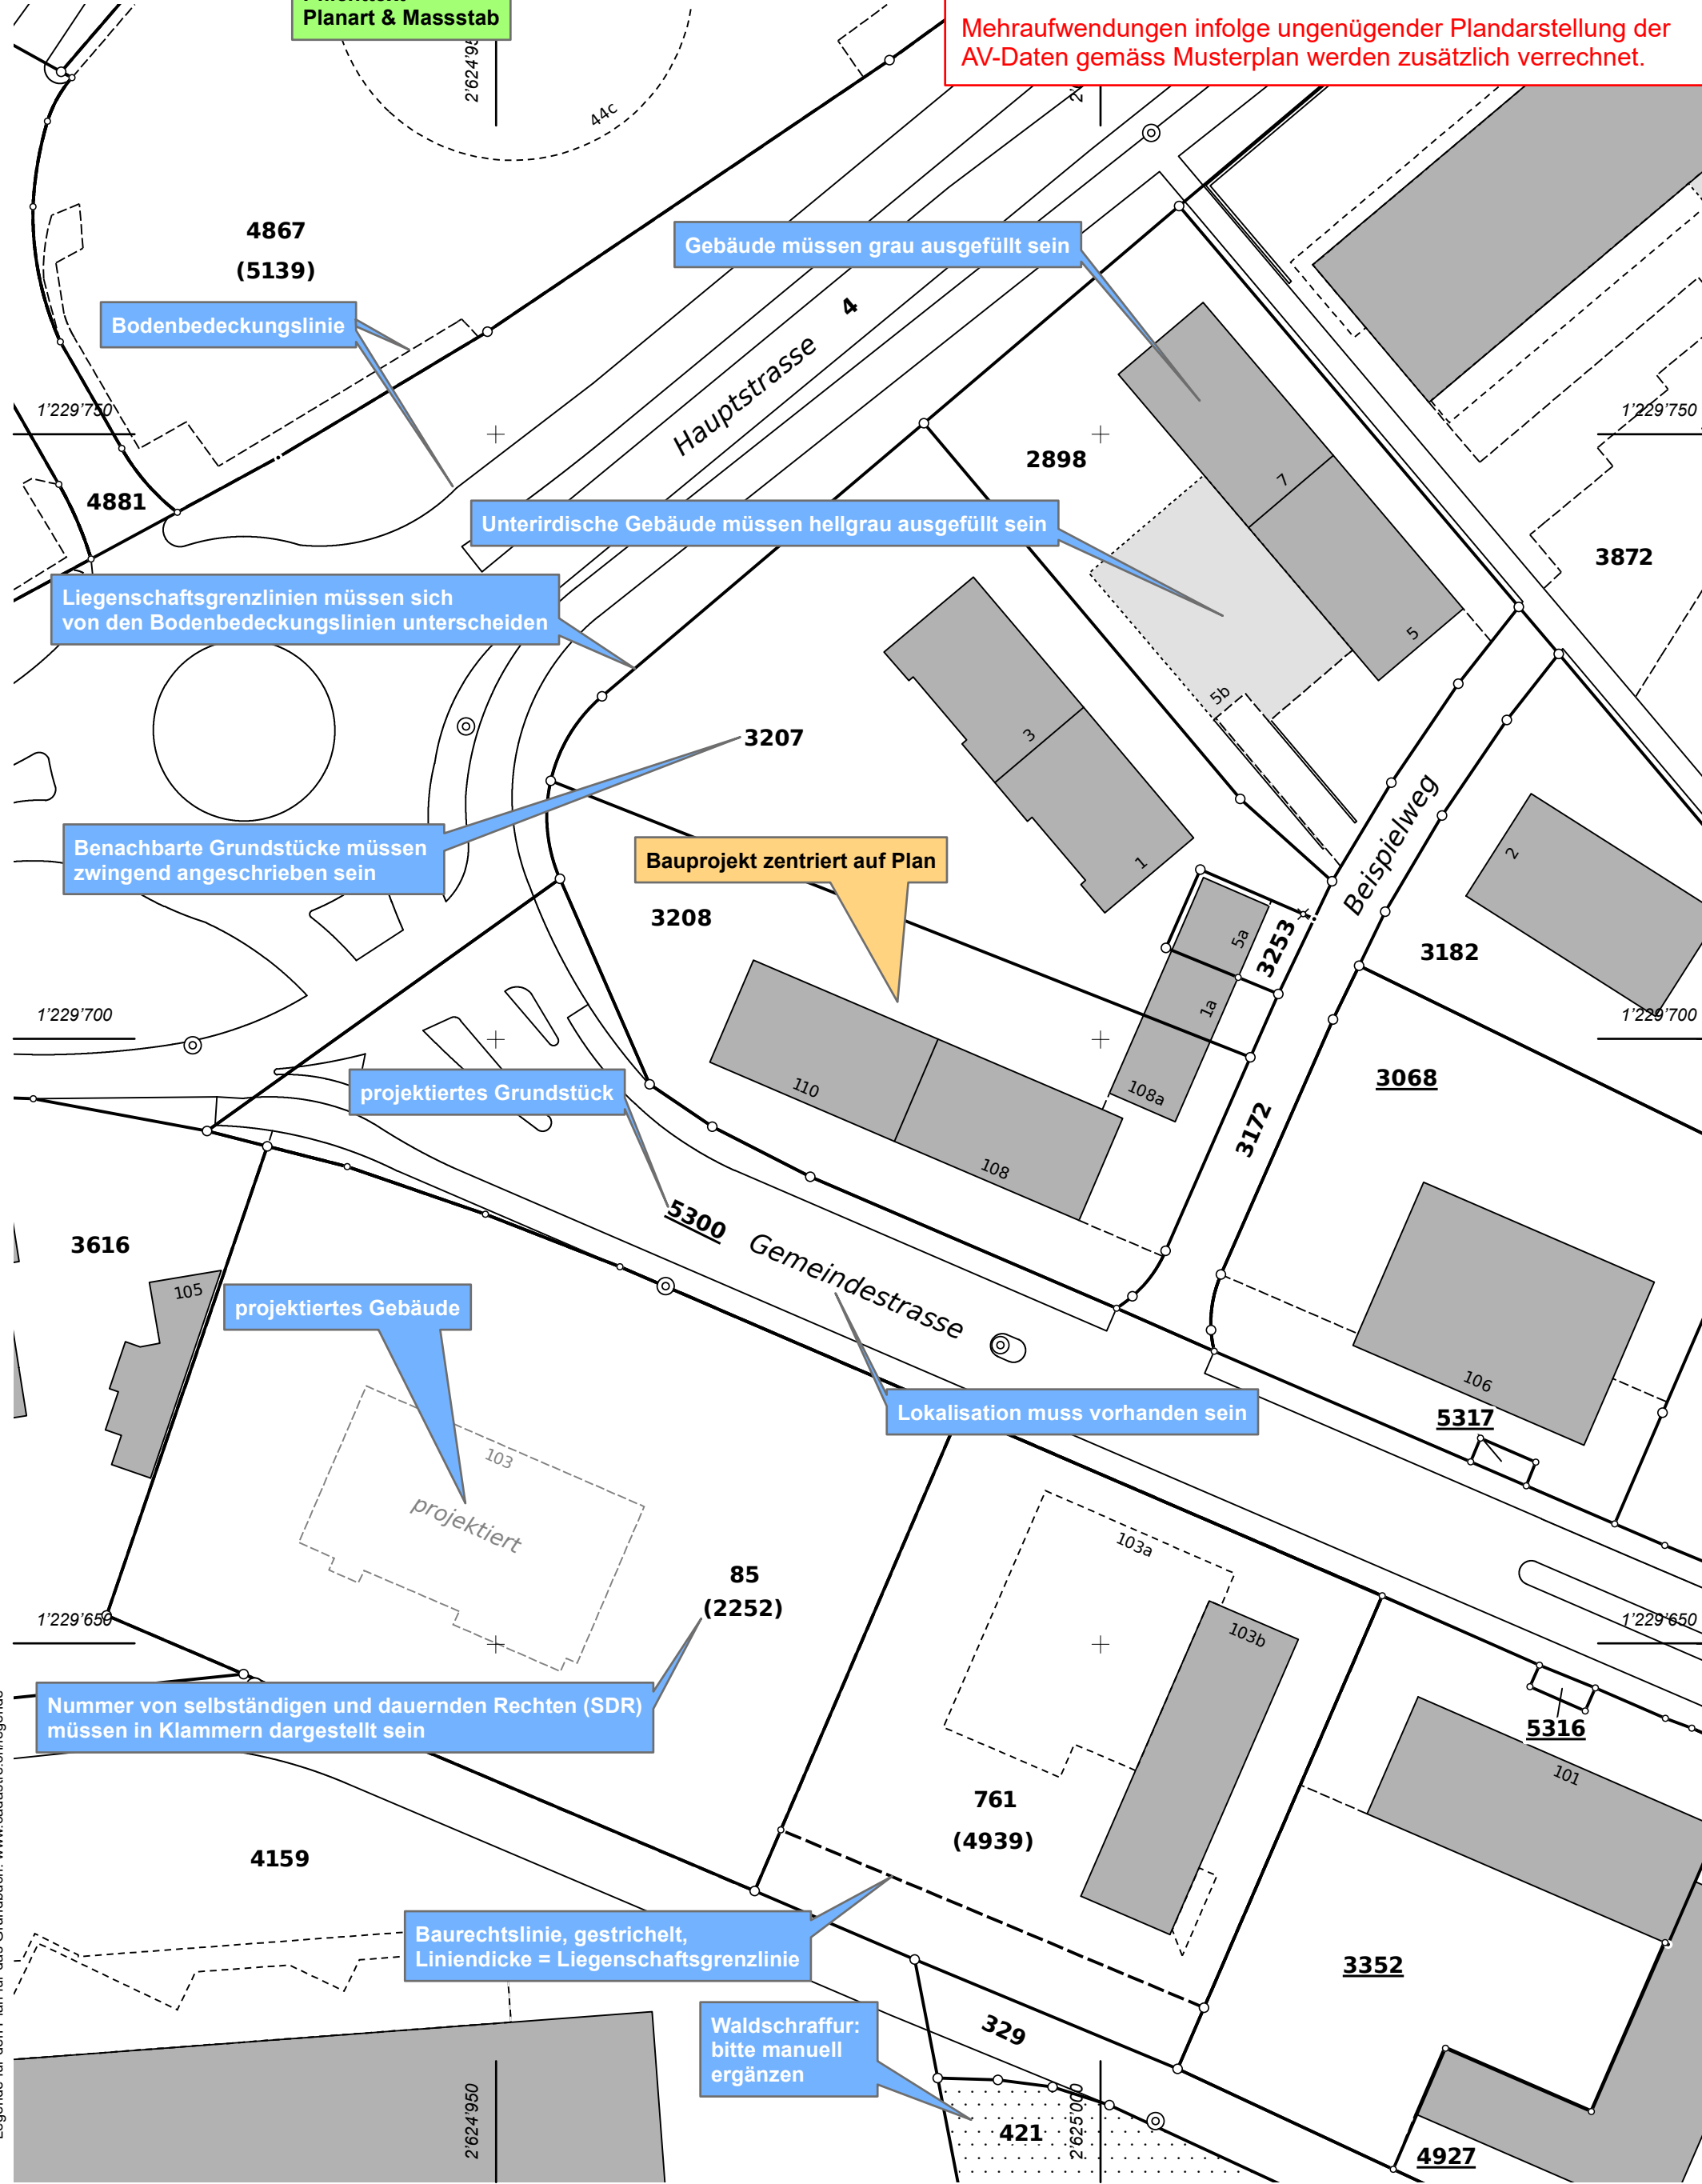 Planart & Massstab
Mehraufwendungen infolge ungenügender Plandarstellung der
AV-Daten gemäss Musterplan werden zusätzlich verrechnet.
44c
4867
(5139)
Gebäude müssen grau ausgefüllt sein
Bodenbedeckungslinie
4
Hauptstrasse
1'229'750
1'229'750
2898
7
4881
Unterirdische Gebäude müssen hellgrau ausgefüllt sein
3872
Liegenschaftsgrenzlinien müssen sich
von den Bodenbedeckungslinien unterscheiden
5
5b
3207
3
Beispielweg
Benachbarte Grundstücke müssen
zwingend angeschrieben sein
Bauprojekt zentriert auf Plan
1
2
3208
5a
3253
3182
1'229'700
1a
1'229'700
projektiertes Grundstück
110
108a
3068
3172
108
5300
Gemeindestrasse
3616
105
projektiertes Gebäude
106
Lokalisation muss vorhanden sein
5317
103
projektiert
103a
85
(2252)
1'229'650
103b
1'229'650
Nummer von selbständigen und dauernden Rechten (SDR)
müssen in Klammern dargestellt sein
5316
101
761
(4939)
4159
Baurechtslinie, gestrichelt,
Liniendicke = Liegenschaftsgrenzlinie
3352
Waldschraffur:
bitte manuell
ergänzen
329
2'624'950
2'625'000
421
4927